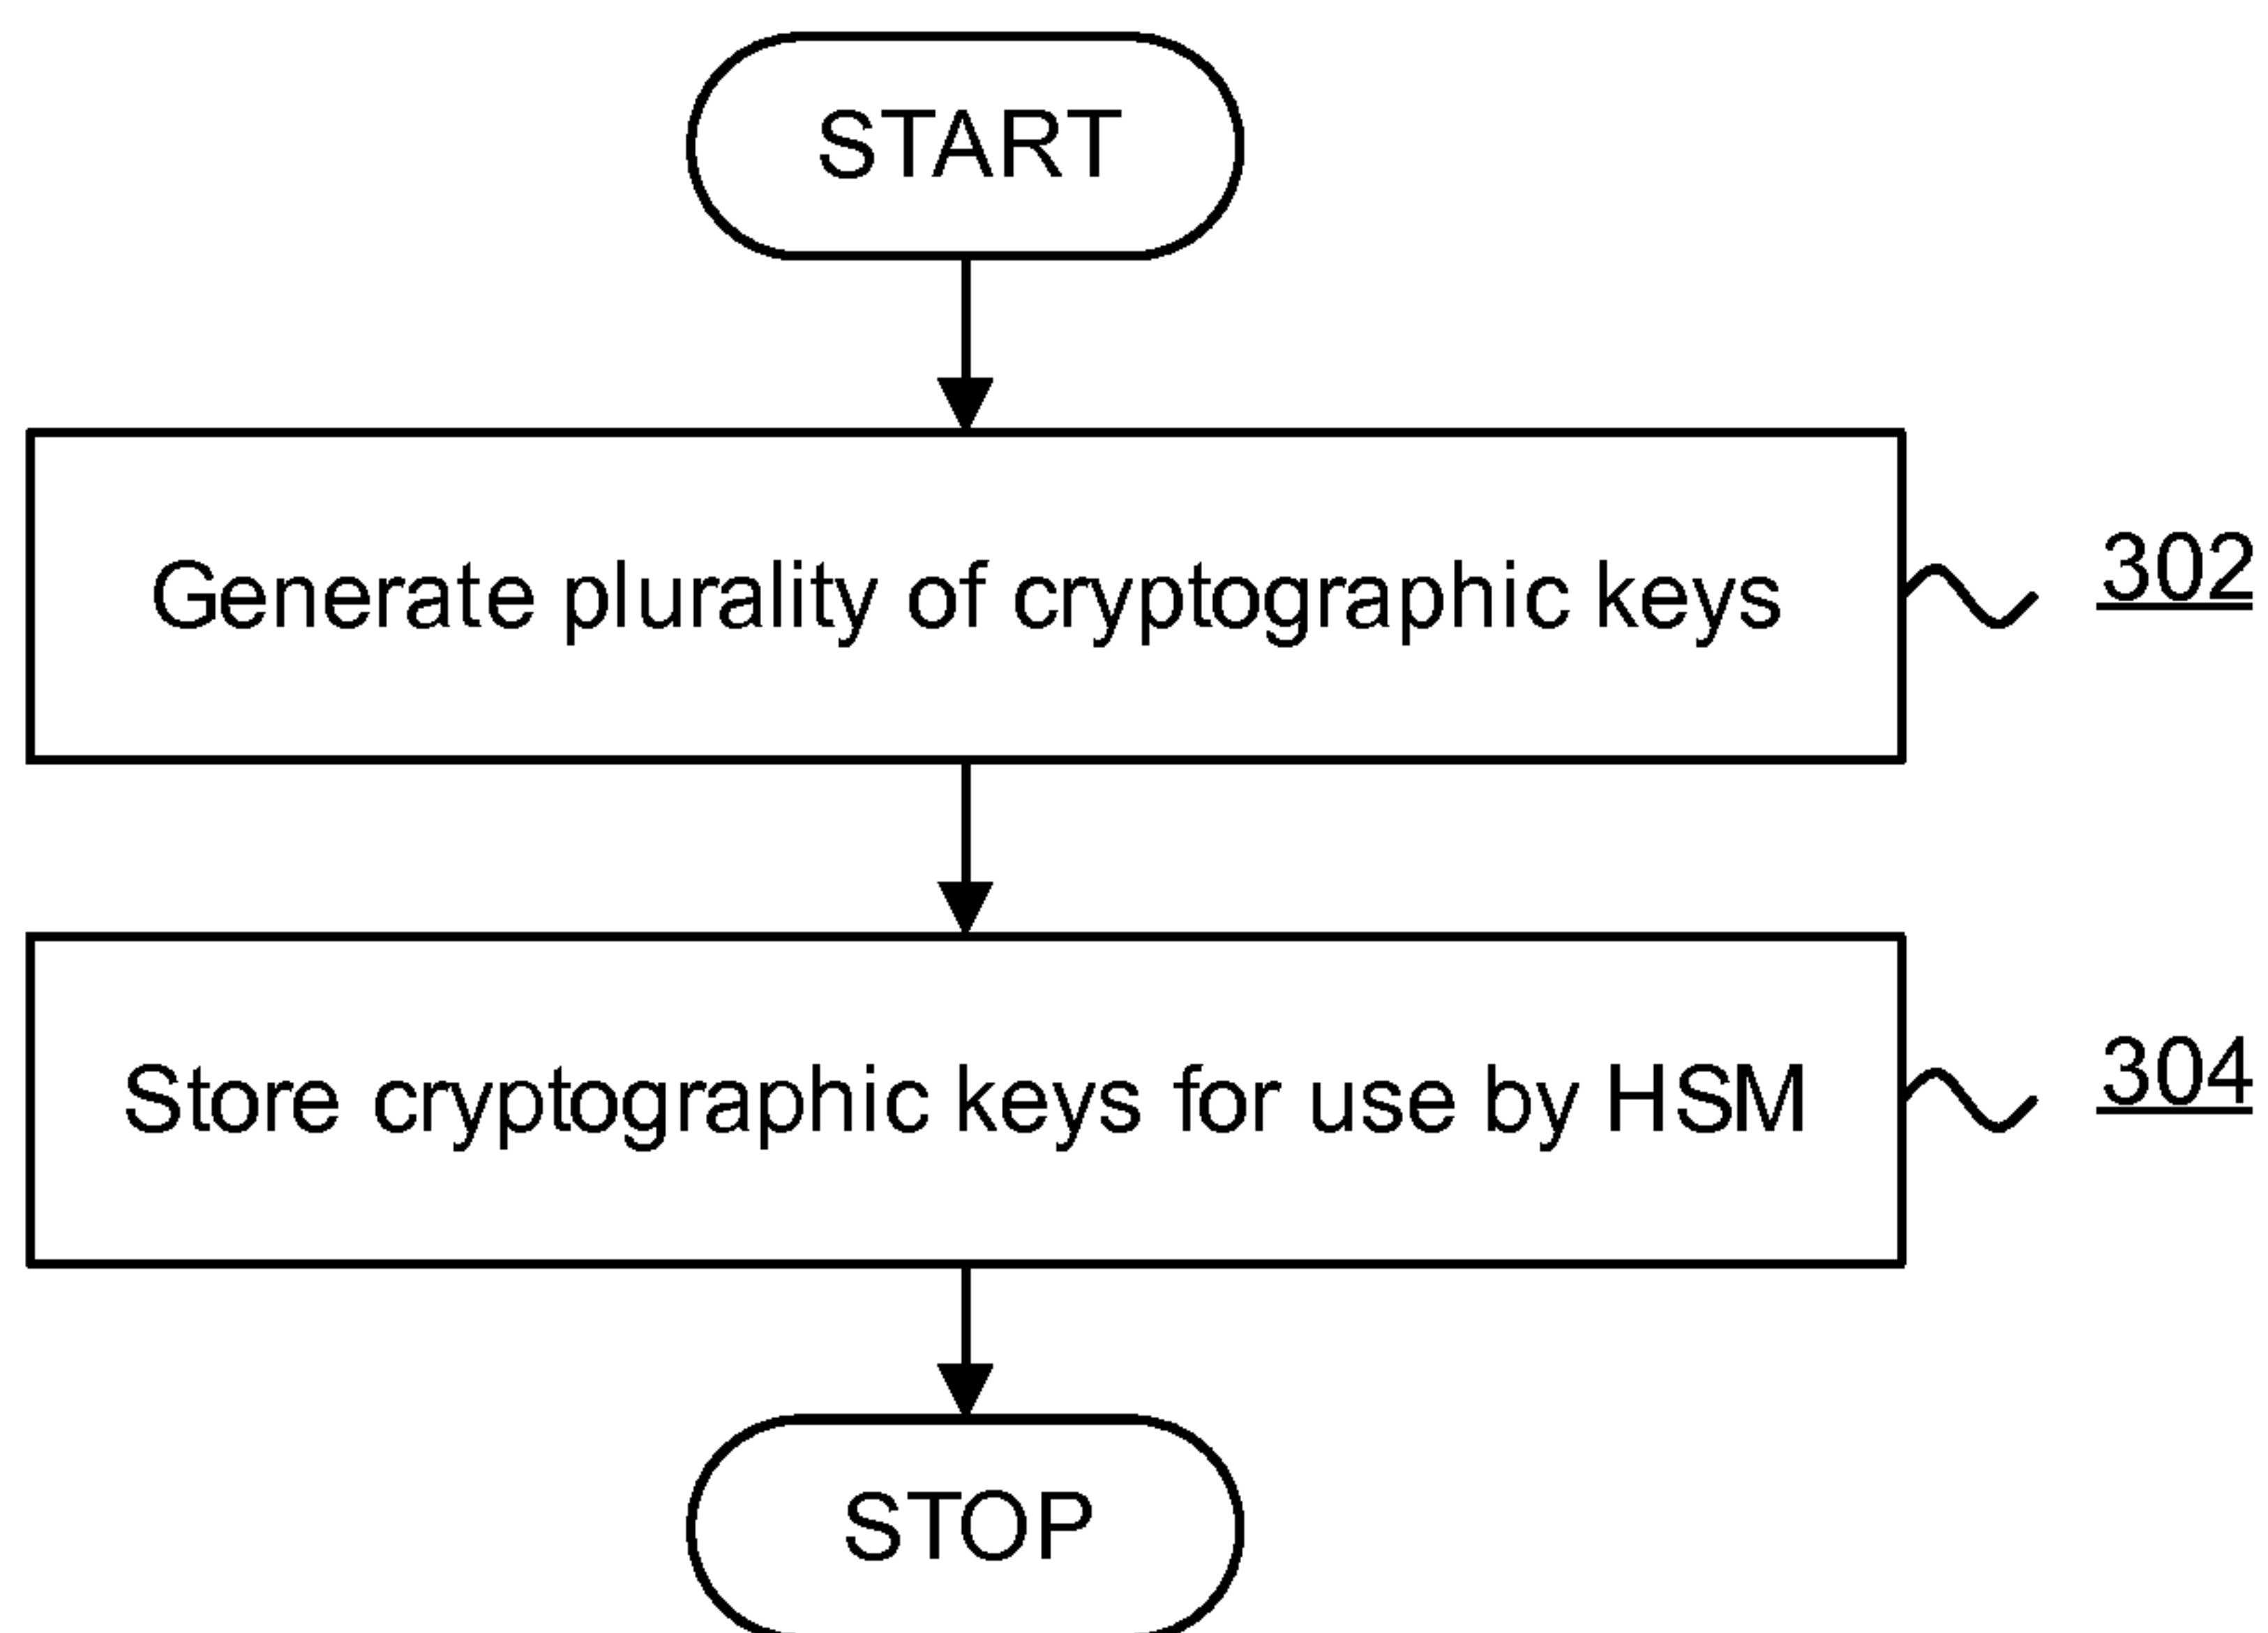 START
Generate plurality of cryptographic keys
302
Store cryptographic keys for use by HSM
304
STOP